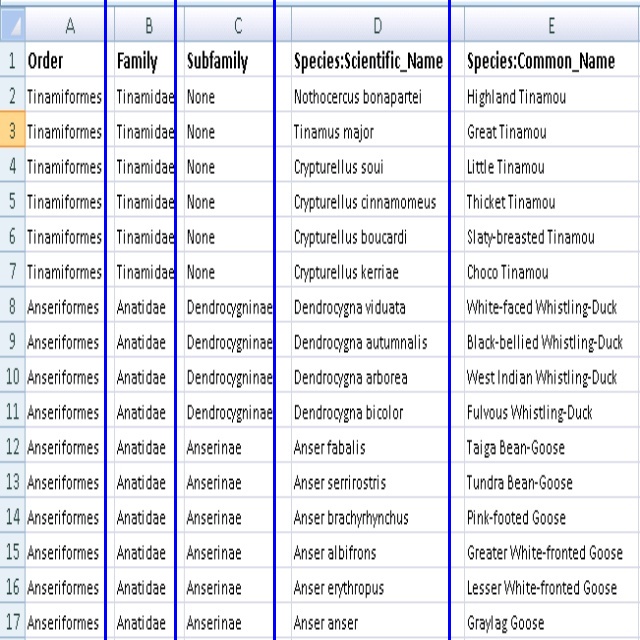 A B C D E
1 Order Family Subfamily Species:Scientific_Name Species:Common_Name
2 Tinamiformes Tinamidae None Nothocercus bonapartei Highland Tinamou
3 Tinamiformes Tinamidae None Tinamus major Great Tinamou
4 Tinamiformes Tinamidae None Crypturellus soui Little Tinamou
5 Tinamiformes Tinamidae None Crypturellus cinnamomeus Thicket Tinamou
6 Tinamiformes Tinamidae None Crypturellus boucardi Slaty-breasted Tinamou
7 Tinamiformes Tinamidae None Crypturellus kerriae Choco Tinamou
8 Anseriformes Anatidae Dendrocygninae Dendrocygna viduata White-faced Whistling-Duck
9 Anseriformes Anatidae Dendrocygninae Dendrocygna autumnalis Black-bellied Whistling-Duck
10 Anseriformes Anatidae Dendrocygninae Dendrocygna arborea West Indian Whistling-Duck
11 Anseriformes Anatidae Dendrocygninae Dendrocygna bicolor Fulvous Whistling-Duck
12 Anseriformes Anatidae Anserinae Anser fabalis Taiga Bean-Goose
13 Anseriformes Anatidae Anserinae Anser serrirostris Tundra Bean-Goose
14 Anseriformes Anatidae Anserinae Anser brachyrhynchus Pink-footed Goose
15 Anseriformes Anatidae Anserinae Anser albifrons Greater White-fronted Goose
16 Anseriformes Anatidae Anserinae Anser erythropus Lesser White-fronted Goose
17 Anseriformes Anatidae Anserinae Anser anser Graylag Goose